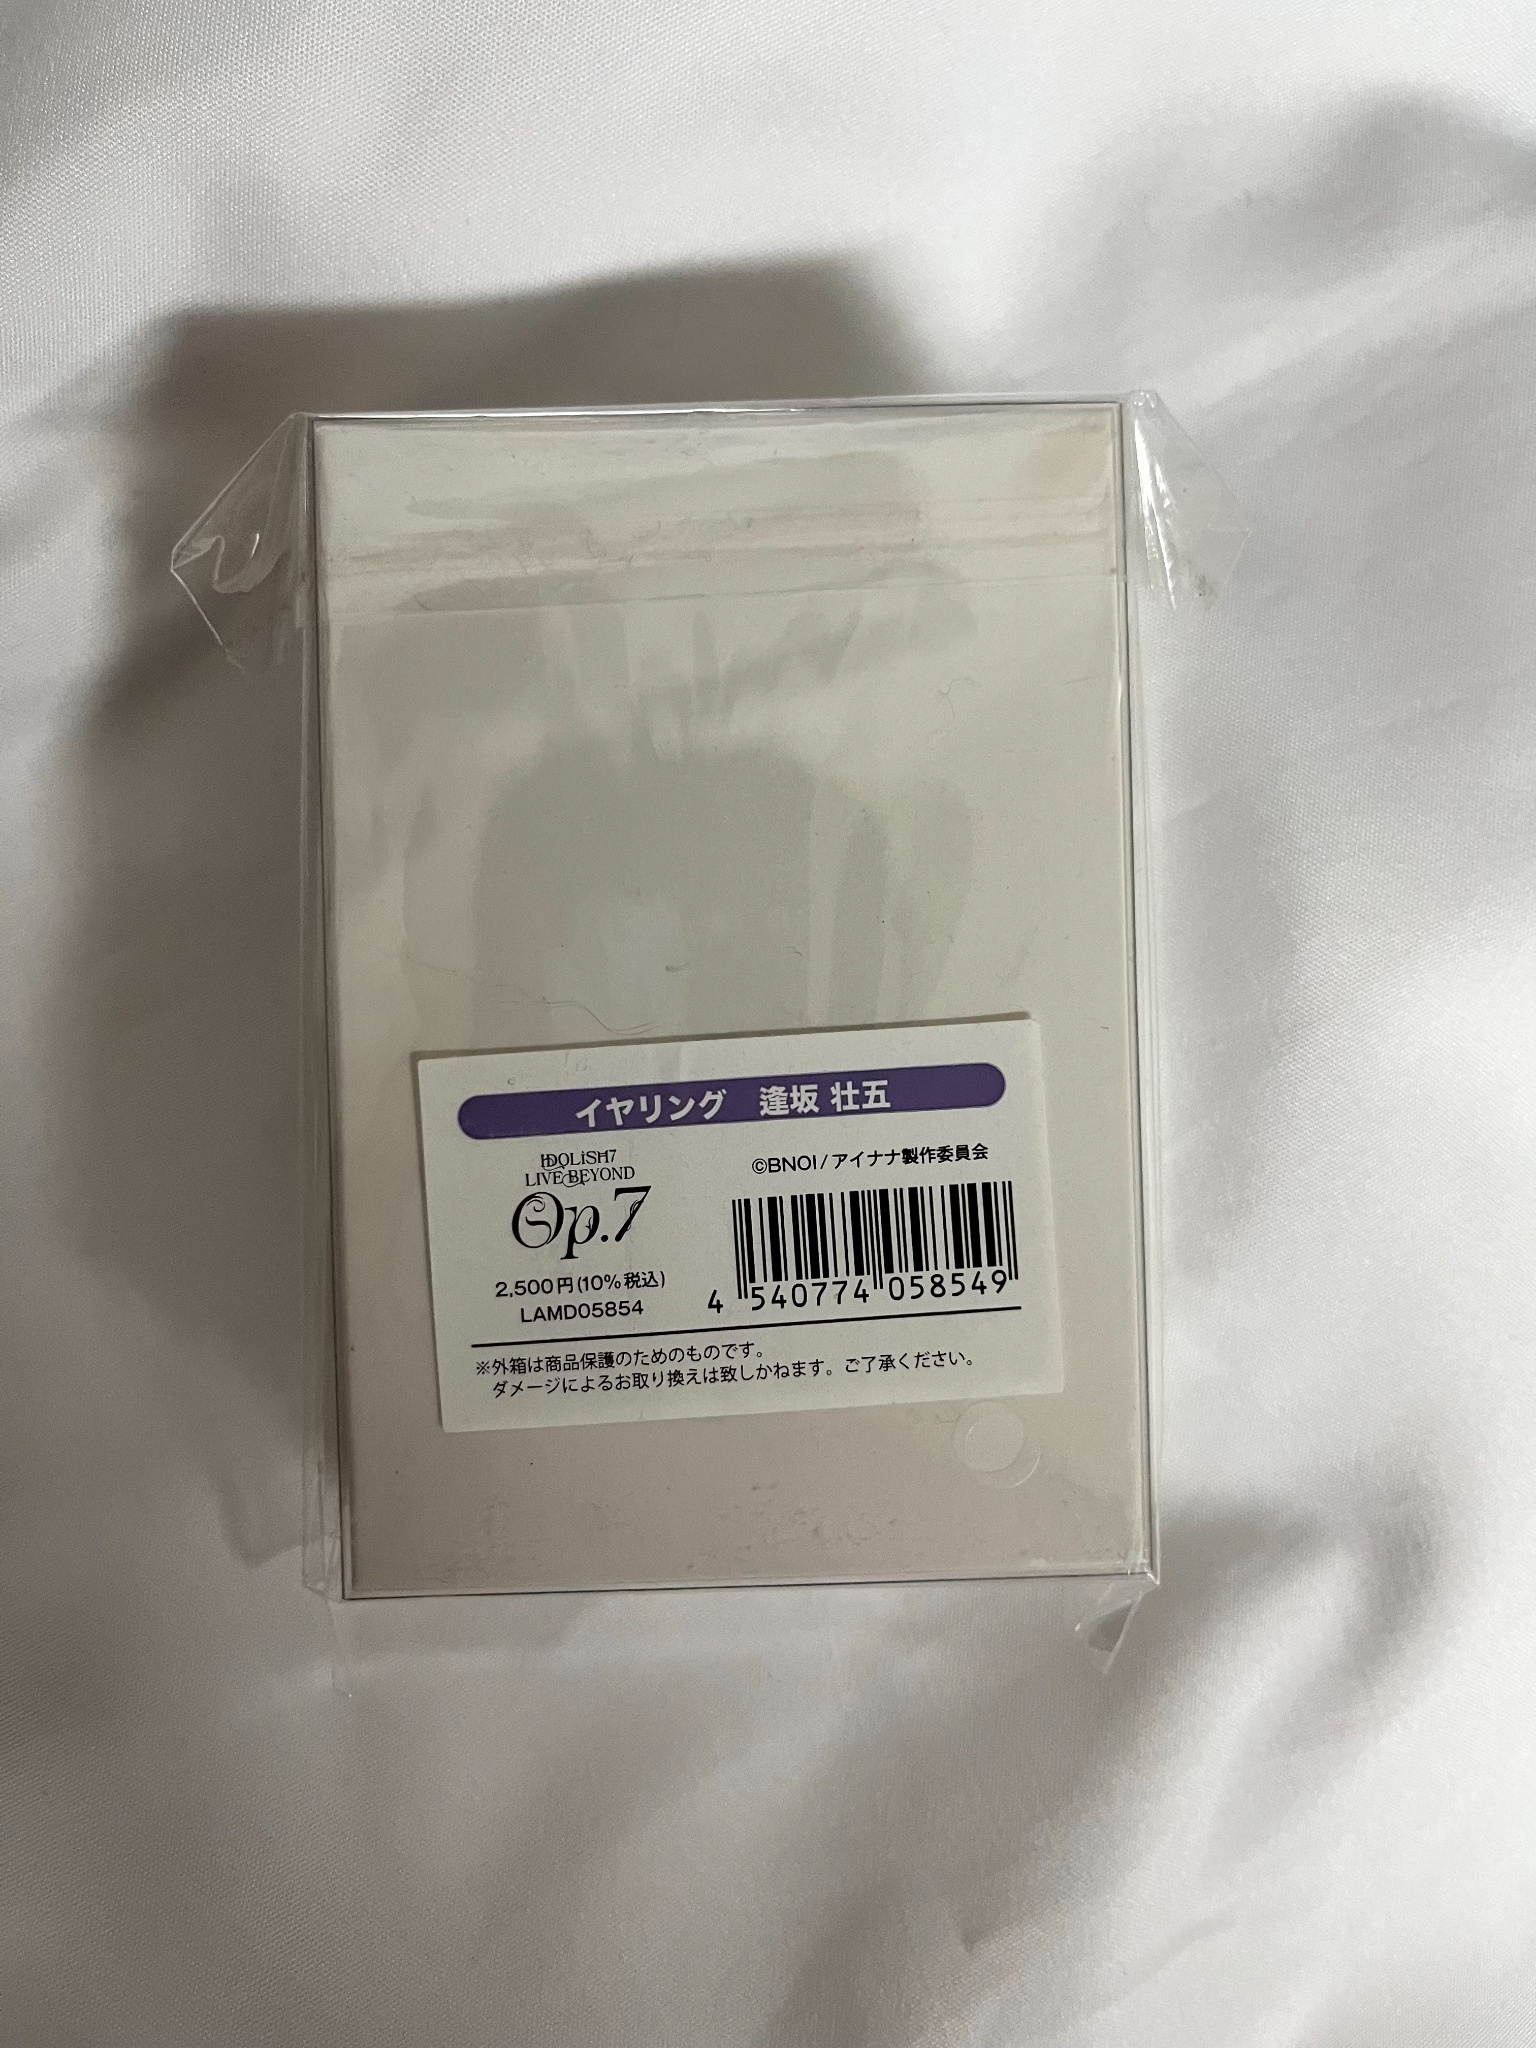 イヤリング 逢坂 壮五
IDOLiSH7
LIVE BEYOND
Op.7
2,500円(10%税込)
LAMD05854
©BNOI/アイナナ製作委員会
4 540774 058549
※外箱は商品保護のためのものです。
ダメージによるお取り換えは致しかねます。ご了承ください。